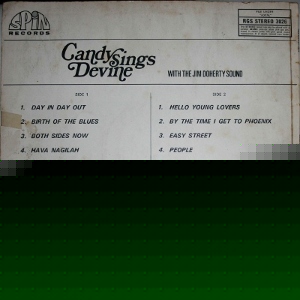 SPIN
RECORDS
RSS STEREO 3026
Candy Sings
Devine
WITH THE JIM DOHERTY SOUND
SIDE 1
1. DAY IN DAY OUT
2. BIRTH OF THE BLUES
3. BOTH SIDES NOW
4. HAVA NAGILAH
SIDE 2
1. HELLO YOUNG LOVERS
2. BY THE TIME I GET TO PHOENIX
3. EASY STREET
4. PEOPLE